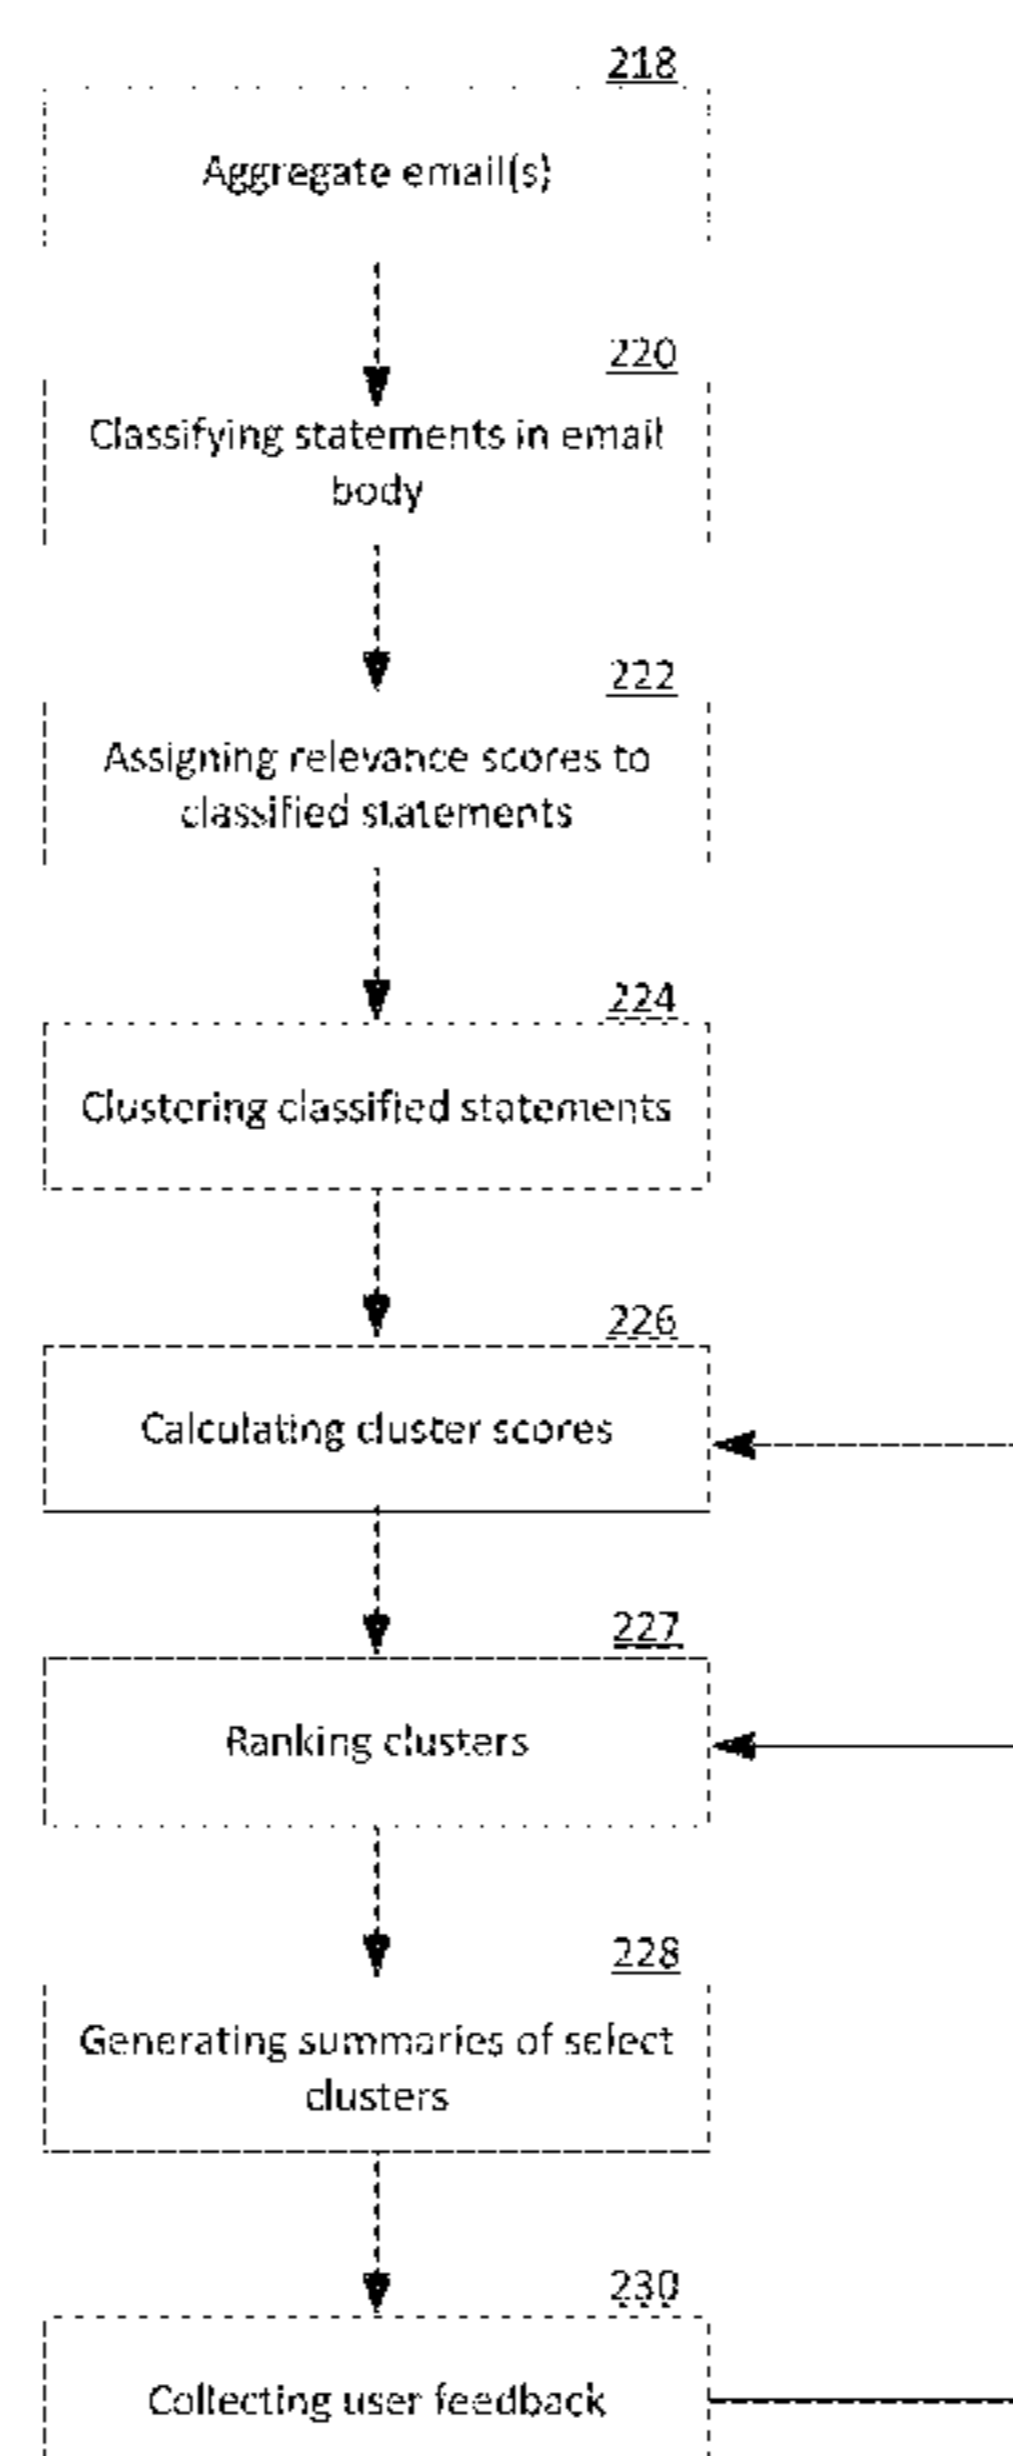 218
Aggregate email(s)
220
Classifying statements in email
body
222
Assigning relevance scores to
classified statements
224
Clustering classified statements
226
Calculating cluster scores
227
Ranking clusters
228
Generating summaries of select
clusters
230
Collecting user feedback